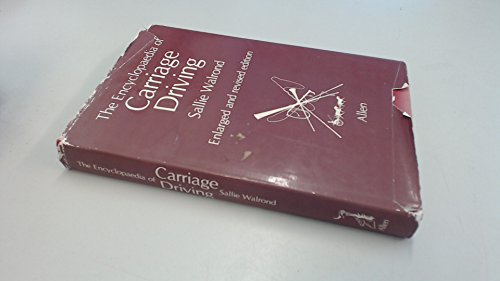 The Encyclopaedia of
Carriage
Driving
Sallie Walrond
Enlarged and revised edition
Allen
The Encyclopaedia of
Carriage
Driving
Sallie Walrond
Allen